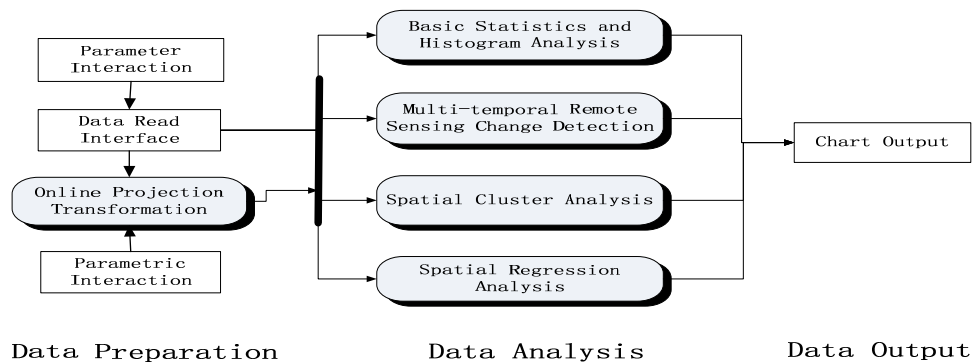 Parameter
Interaction
Data Read
Interface
Online Projection
Transformation
Parametric
Interaction
Basic Statistics and
Histogram Analysis
Multi-temporal Remote
Sensing Change Detection
Spatial Cluster Analysis
Spatial Regression
Analysis
Chart Output
Data Preparation
Data Analysis
Data Output